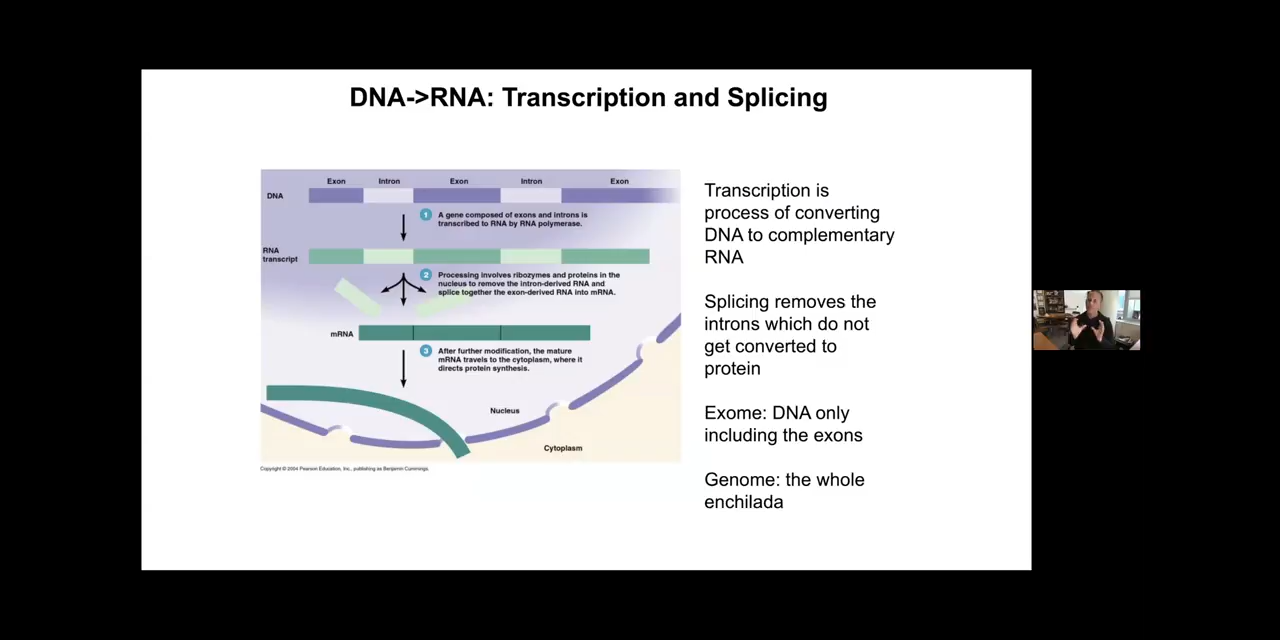 DNA->RNA: Transcription and Splicing
Exon Intron Exon Intron Exon
DNA
1 A gene composed of exons and introns is
transcribed to RNA by RNA polymerase.
RNA
transcript
2 Processing involves ribozymes and proteins in the
nucleus to remove the intron-derived RNA and
splice together the exon-derived RNA into mRNA.
mRNA
3 After further modification, the mature
mRNA travels to the cytoplasm, where it
directs protein synthesis.
Nucleus
Cytoplasm
Copyright © 2004 Pearson Education, Inc., publishing as Benjamin Cummings.
Transcription is
process of converting
DNA to complementary
RNA
Splicing removes the
introns which do not
get converted to
protein
Exome: DNA only
including the exons
Genome: the whole
enchilada